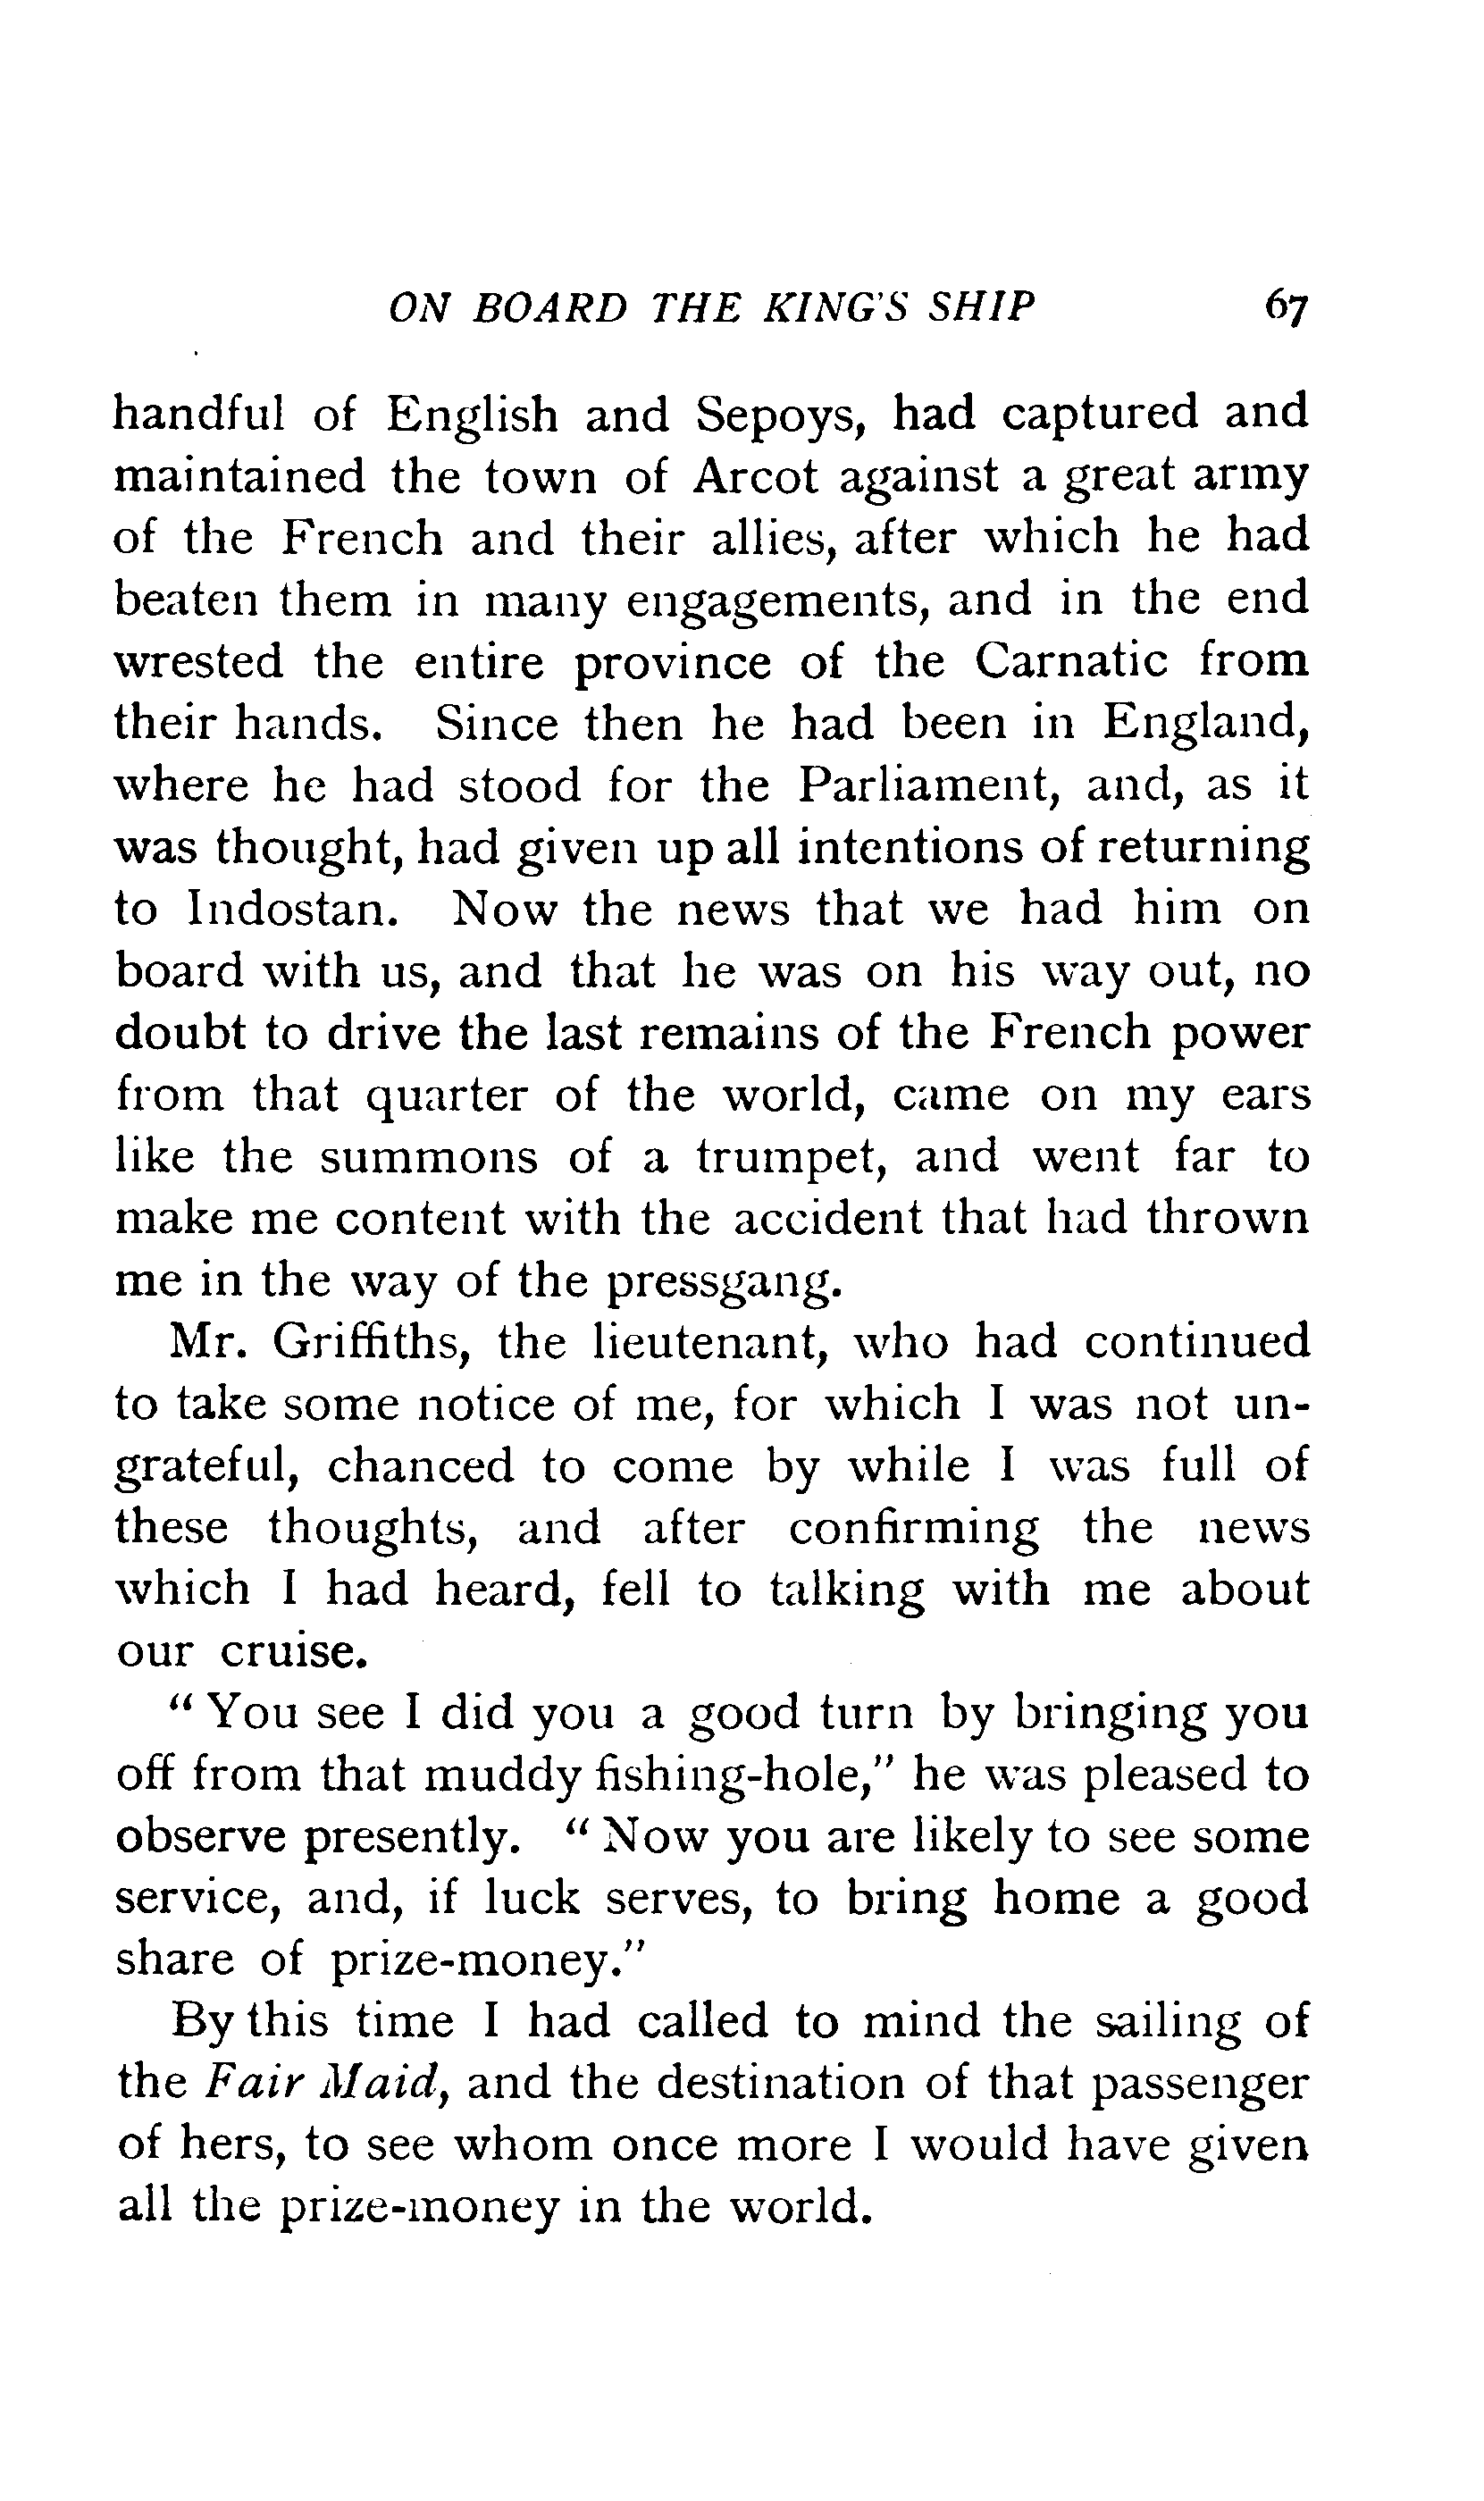 ON BOARD THE KING'S SHIP 67
handful of English and Sepoys, had captured and
maintained the town of Arcot against a great army
of the French and their allies, after which he had
beaten them in many engagements, and in the end
wrested the entire province of the Carnatic from
their hands. Since then he had been in England,
where he had stood for the Parliament, and, as it
was thought, had given up all intentions of returning
to Indostan. Now the news that we had him on
board with us, and that he was on his way out, no
doubt to drive the last remains of the French power
from that quarter of the world, came on my ears
like the summons of a trumpet, and went far to
make me content with the accident that had thrown
me in the way of the pressgang.
Mr. Griffiths, the lieutenant, who had continued
to take some notice of me, for which I was not un-
grateful, chanced to come by while I was full of
these thoughts, and after confirming the news
which I had heard, fell to talking with me about
our cruise.
"You see I did you a good turn by bringing you
off from that muddy fishing-hole," he was pleased to
observe presently. "Now you are likely to see some
service, and, if luck serves, to bring home a good
share of prize-money."
By this time I had called to mind the sailing of
the Fair Maid, and the destination of that passenger
of hers, to see whom once more I would have given
all the prize-money in the world.